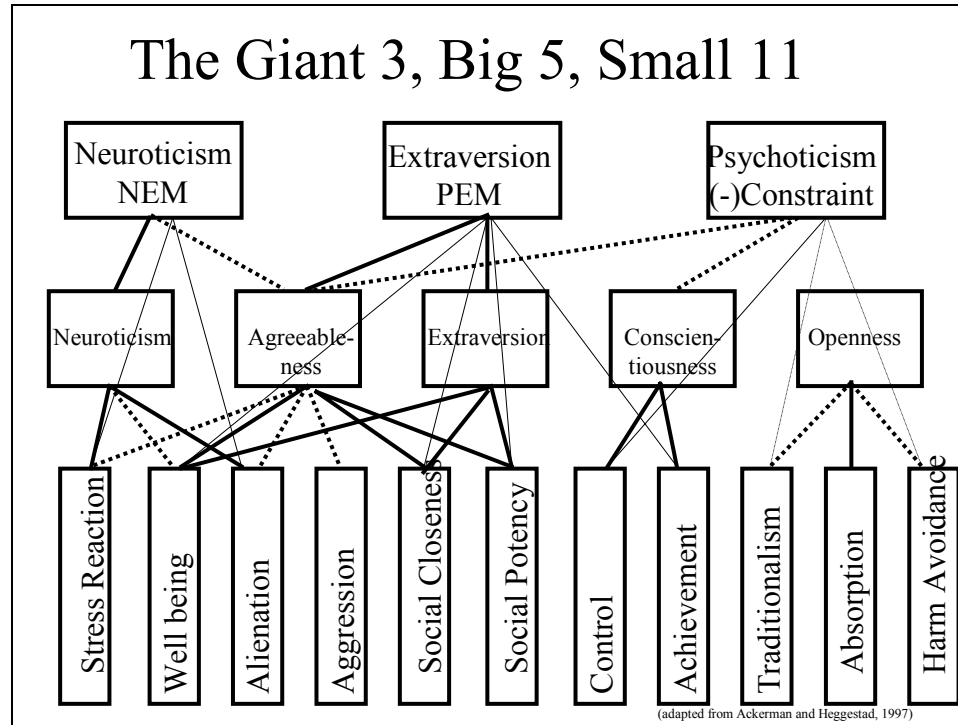 The Giant 3, Big 5, Small 11
Neuroticism
NEM
Extraversion
PEM
Psychoticism
(-)Constraint
Neuroticism
Agreeable-
ness
Extraversion
Conscien-
tiousness
Openness
Stress Reaction
Well being
Alienation
Aggression
Social Closeness
Social Potency
Control
Achievement
Traditionalism
Absorption
Harm Avoidance
(adapted from Ackerman and Heggestad, 1997)